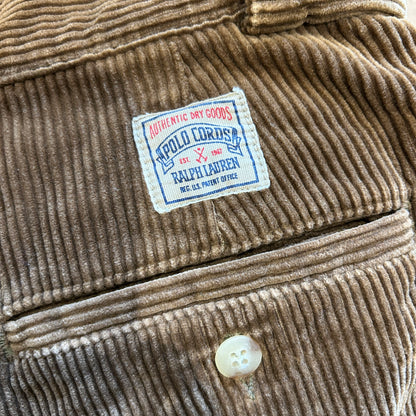 AUTHENTIC DRY GOODS
POLO CORDS
EST. 1967
RALPH LAUREN
REG. U.S. PATENT OFFICE